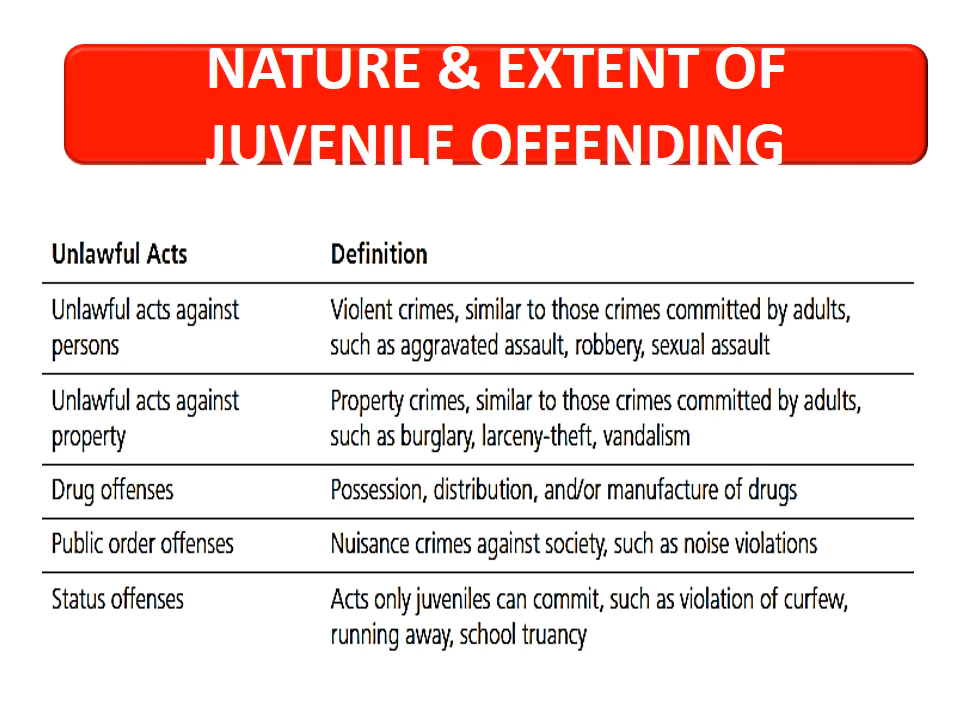 NATURE & EXTENT OF
JUVENILE OFFENDING
Unlawful Acts Definition
Unlawful acts against Violent crimes, similar to those crimes committed by adults,
persons such as aggravated assault, robbery, sexual assault
Unlawful acts against Property crimes, similar to those crimes committed by adults,
property such as burglary, larceny-theft, vandalism
Drug offenses Possession, distribution, and/or manufacture of drugs
Public order offenses Nuisance crimes against society, such as noise violations
Status offenses Acts only juveniles can commit, such as violation of curfew,
running away, school truancy